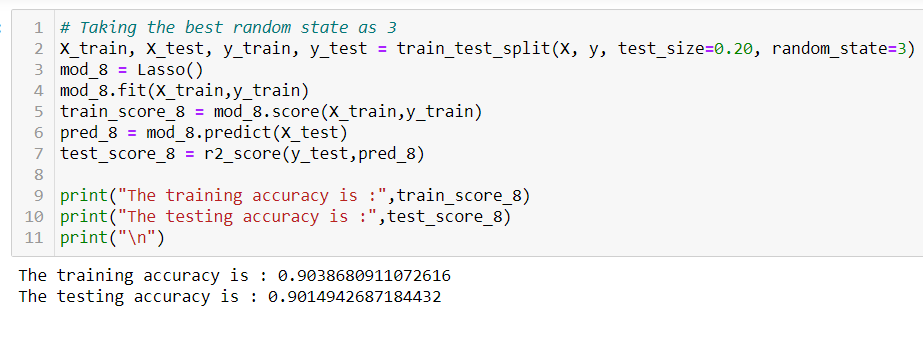 1 # Taking the best random state as 3
2 X_train, X_test, y_train, y_test = train_test_split(X, y, test_size=0.20, random_state=3)
3 mod_8 = Lasso()
4 mod_8.fit(X_train,y_train)
5 train_score_8 = mod_8.score(X_train,y_train)
6 pred_8 = mod_8.predict(X_test)
7 test_score_8 = r2_score(y_test,pred_8)
8
9 print("The training accuracy is :",train_score_8)
10 print("The testing accuracy is :",test_score_8)
11 print("\n")
The training accuracy is : 0.9038680911072616
The testing accuracy is : 0.9014942687184432